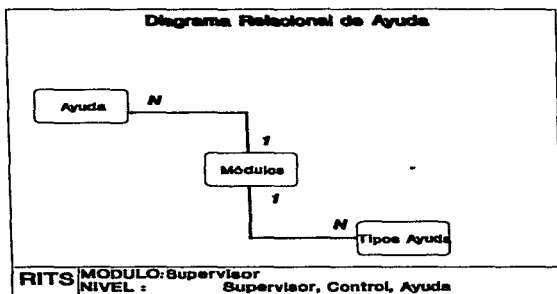 Diagrama Relacional de Ayuda
Ayuda
N
1
Módulos
1
N
Tipos Ayuda
RITS
MODULO:Supervisor
NIVEL : Supervisor, Control, Ayuda